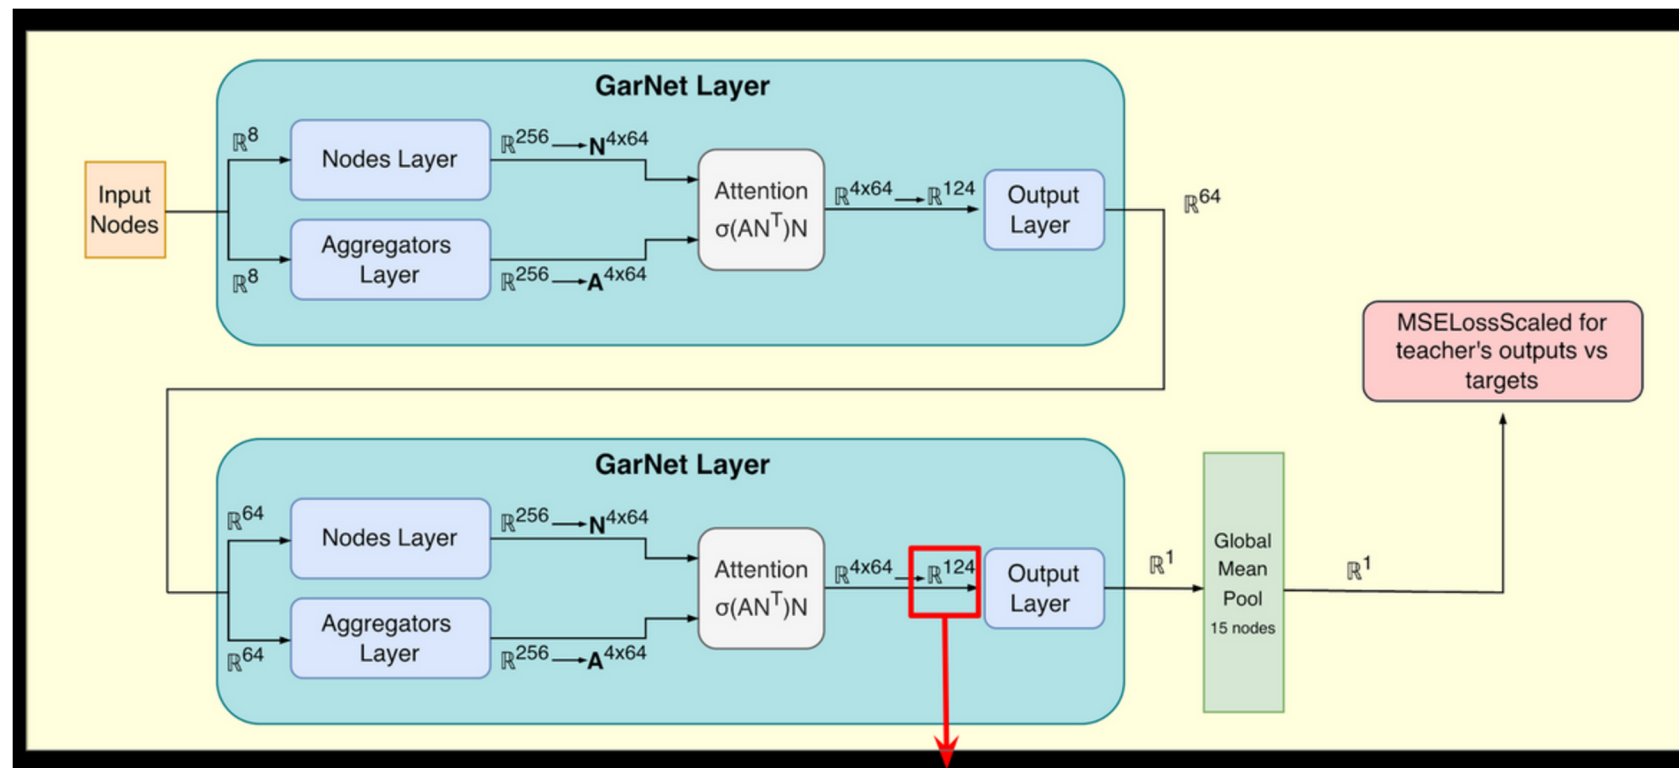 GarNet Layer
Input
Nodes
ℝ⁸
Nodes Layer
ℝ²⁵⁶ → N⁴ˣ⁶⁴
Aggregators
Layer
ℝ⁸
ℝ²⁵⁶ → A⁴ˣ⁶⁴
Attention
σ(ANᵀ)N
ℝ⁴ˣ⁶⁴ → ℝ¹²⁴
Output
Layer
ℝ⁶⁴
MSELossScaled for
teacher's outputs vs
targets
GarNet Layer
ℝ⁶⁴
Nodes Layer
ℝ²⁵⁶ → N⁴ˣ⁶⁴
Aggregators
Layer
ℝ⁶⁴
ℝ²⁵⁶ → A⁴ˣ⁶⁴
Attention
σ(ANᵀ)N
ℝ⁴ˣ⁶⁴ → ℝ¹²⁴
Output
Layer
ℝ¹
Global
Mean
Pool
15 nodes
ℝ¹